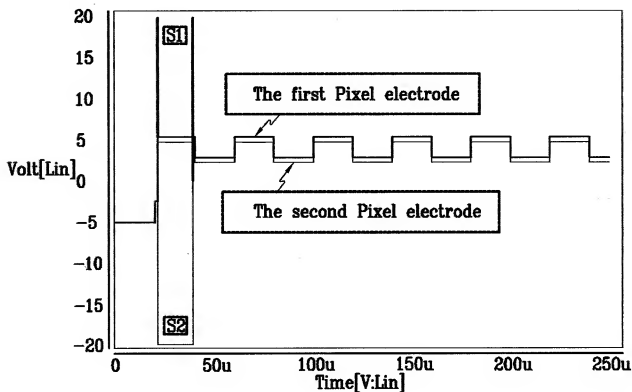 20
S1
15
10
The first Pixel electrode
5
Volt[Lin]
0
The second Pixel electrode
-5
-10
-15
S2
-20
0 50u 100u 150u 200u 250u
Time[V:Lin]